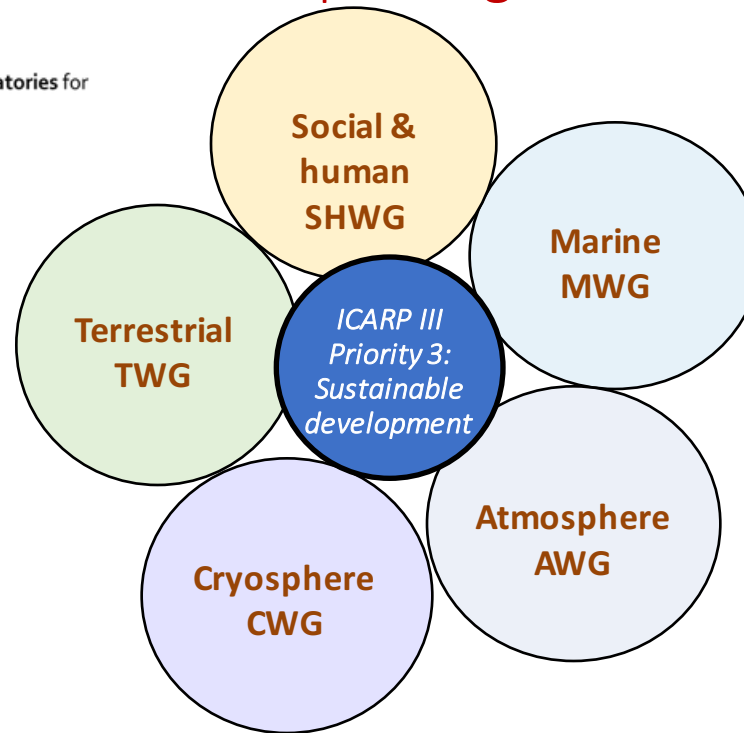 atories for
Social &
human
SHWG
Marine
MWG
ICARP III
Priority 3:
Sustainable
development
Terrestrial
TWG
Atmosphere
AWG
Cryosphere
CWG